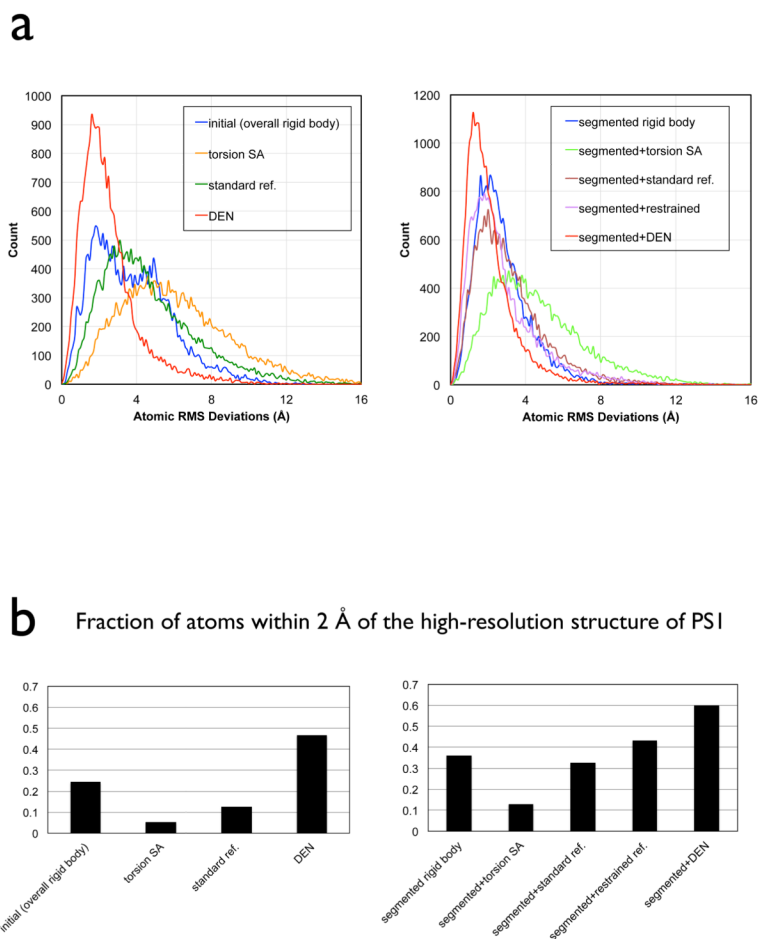 a
1000
900
800
700
600
500
400
300
200
100
0
Count
initial (overall rigid body)
torsion SA
standard ref.
DEN
0 4 8 12 16
Atomic RMS Deviations (Å)
1200
1000
800
600
400
200
0
Count
segmented rigid body
segmented+torsion SA
segmented+standard ref.
segmented+restrained
segmented+DEN
0 4 8 12 16
Atomic RMS Deviations (Å)
b
Fraction of atoms within 2 Å of the high-resolution structure of PS1
0.7
0.6
0.5
0.4
0.3
0.2
0.1
0
initial (overall rigid body)
torsion SA
standard ref.
DEN
0.7
0.6
0.5
0.4
0.3
0.2
0.1
0
segmented rigid body
segmented+torsion SA
segmented+standard ref.
segmented+restrained ref.
segmented+DEN